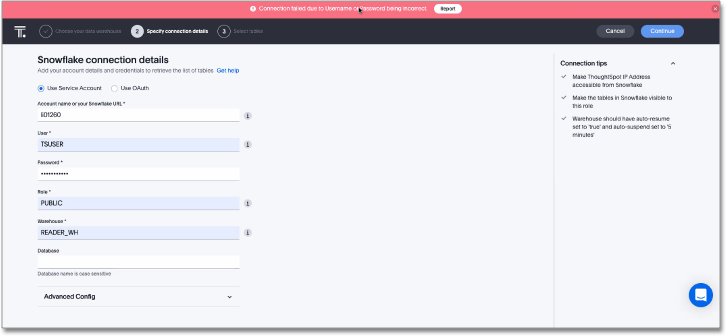 Connection failed due to Username or Password being incorrect.
Report
T.
Choose your data warehouse
2
Specify connection details
3
Select tables
Cancel
Continue
Snowflake connection details
Add your account details and credentials to retrieve the list of tables. Get help
Use Service Account
Use OAuth
Account name or your Snowflake URL *
User *
TSUSER
Password *
Role *
PUBLIC
Warehouse *
READER_WH
Database
Database name is case sensitive
Advanced Config
Connection tips
Make ThoughtSpot IP Address
accessible from Snowflake
Make the tables in Snowflake visible to
this role
Warehouse should have auto-resume
set to 'true' and auto-suspend set to '5
minutes'